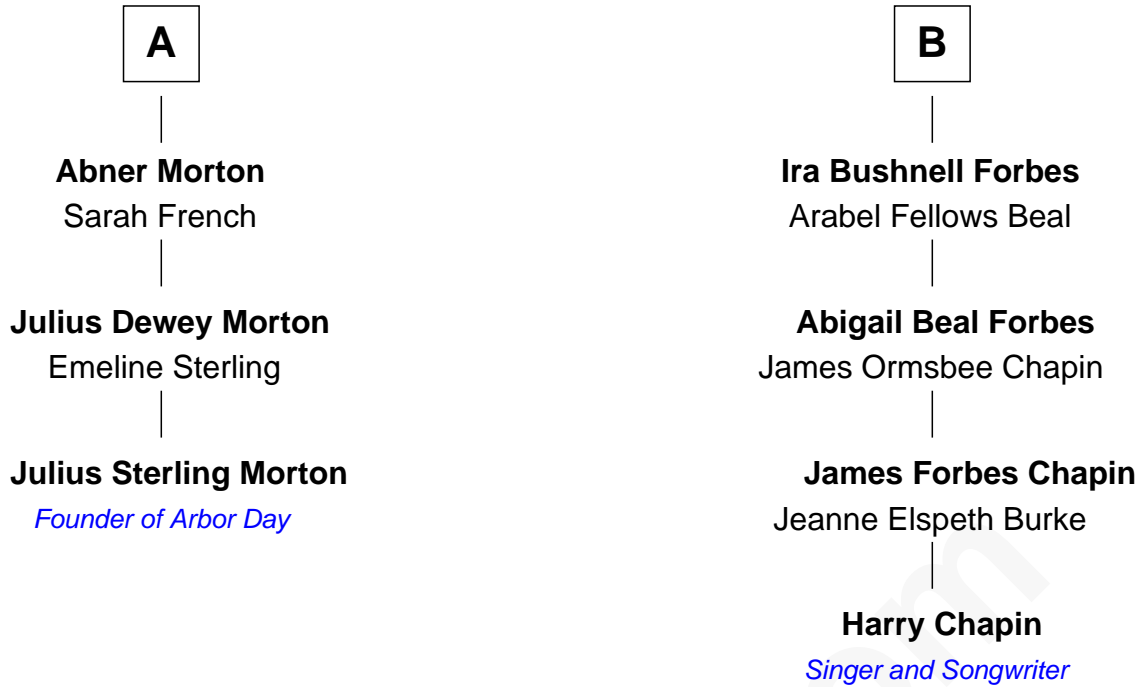 A
Abner Morton
Sarah French
Julius Dewey Morton
Emeline Sterling
Julius Sterling Morton
Founder of Arbor Day
B
Ira Bushnell Forbes
Arabel Fellows Beal
Abigail Beal Forbes
James Ormsbee Chapin
James Forbes Chapin
Jeanne Elspeth Burke
Harry Chapin
Singer and Songwriter